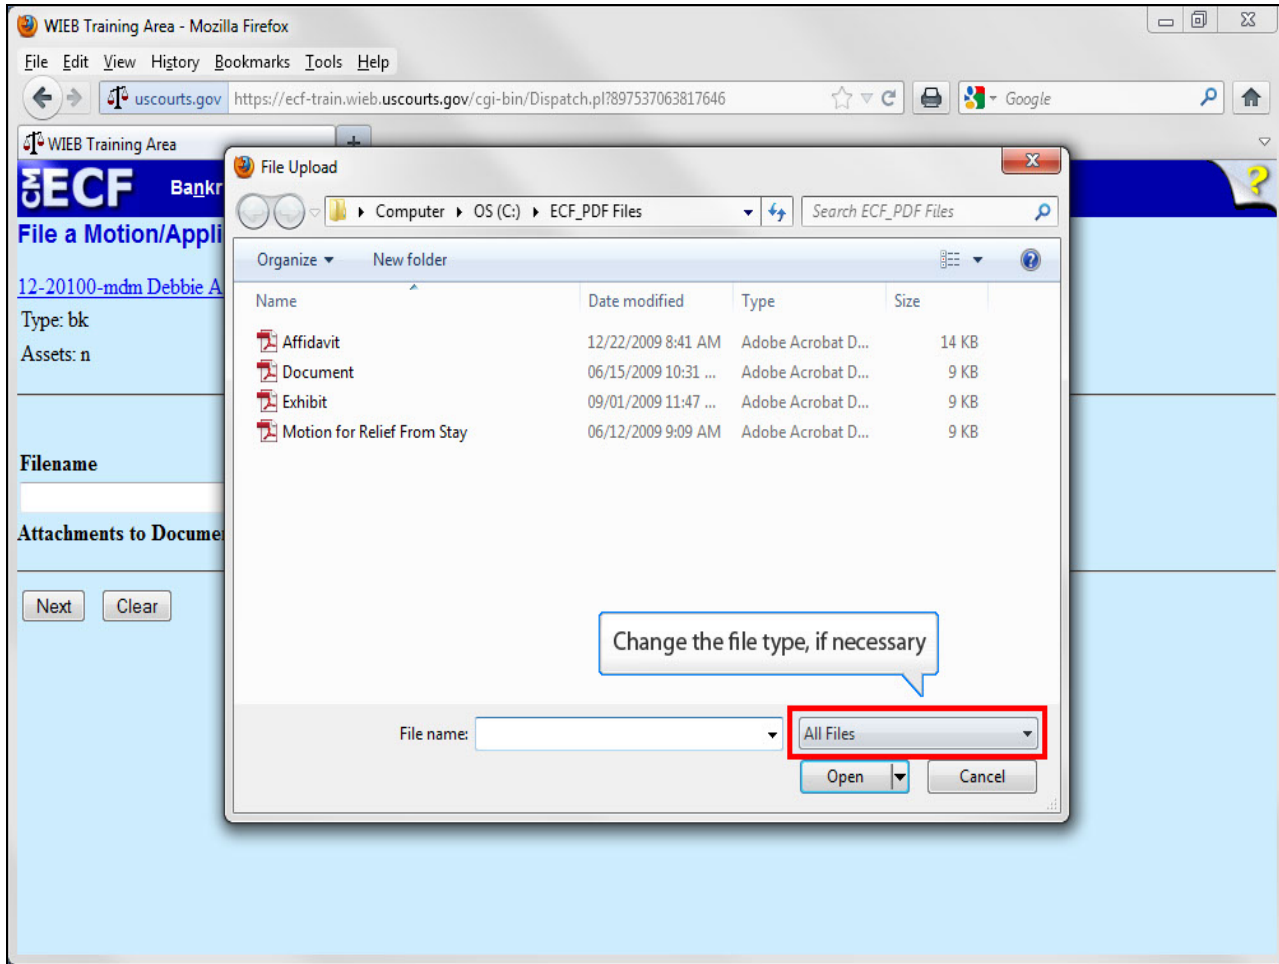 WIEB Training Area - Mozilla Firefox
File Edit View History Bookmarks Tools Help
uscourts.gov https://ecf-train.wieb.uscourts.gov/cgi-bin/Dispatch.pl?897537063817646 Google
WIEB Training Area
CM ECF Bankr
File a Motion/Appli
12-20100-mdm Debbie A
Type: bk
Assets: n
Filename
Attachments to Docume
Next Clear
File Upload
Computer OS (C:) ECF_PDF Files Search ECF_PDF Files
Organize New folder
Name Date modified Type Size
Affidavit 12/22/2009 8:41 AM Adobe Acrobat D... 14 KB
Document 06/15/2009 10:31 ... Adobe Acrobat D... 9 KB
Exhibit 09/01/2009 11:47 ... Adobe Acrobat D... 9 KB
Motion for Relief From Stay 06/12/2009 9:09 AM Adobe Acrobat D... 9 KB
Change the file type, if necessary
File name: All Files
Open Cancel